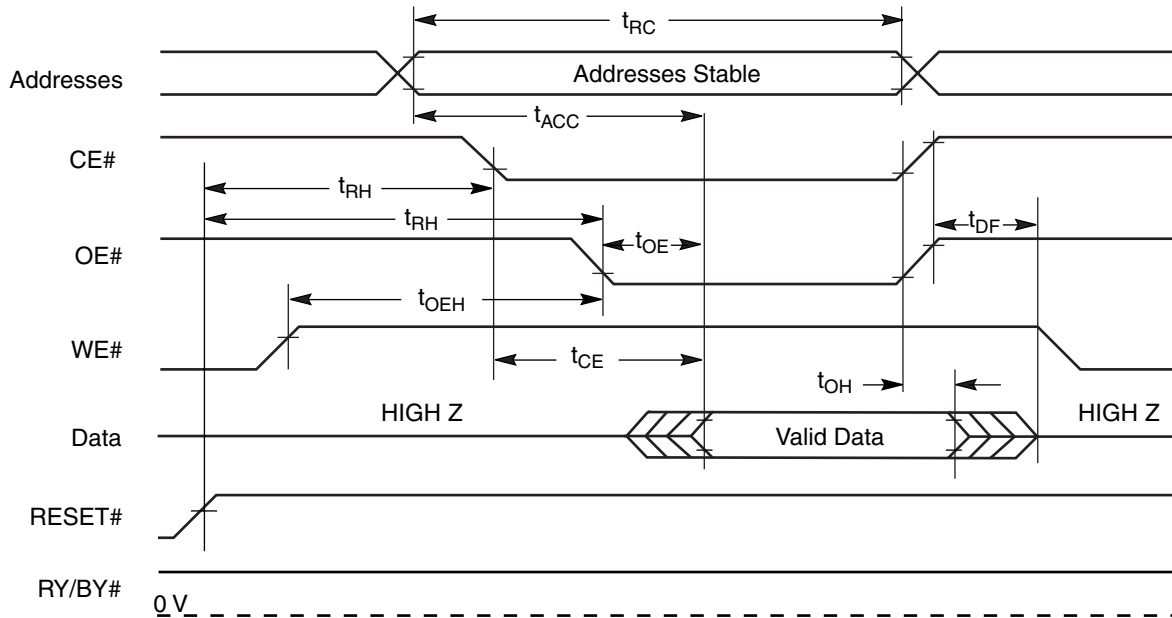 tRC
Addresses
Addresses Stable
tACC
CE#
tRH
tRH
tDF
OE#
tOE
tOEH
WE#
tCE
tOH
HIGH Z
HIGH Z
Data
Valid Data
RESET#
RY/BY#
0 V